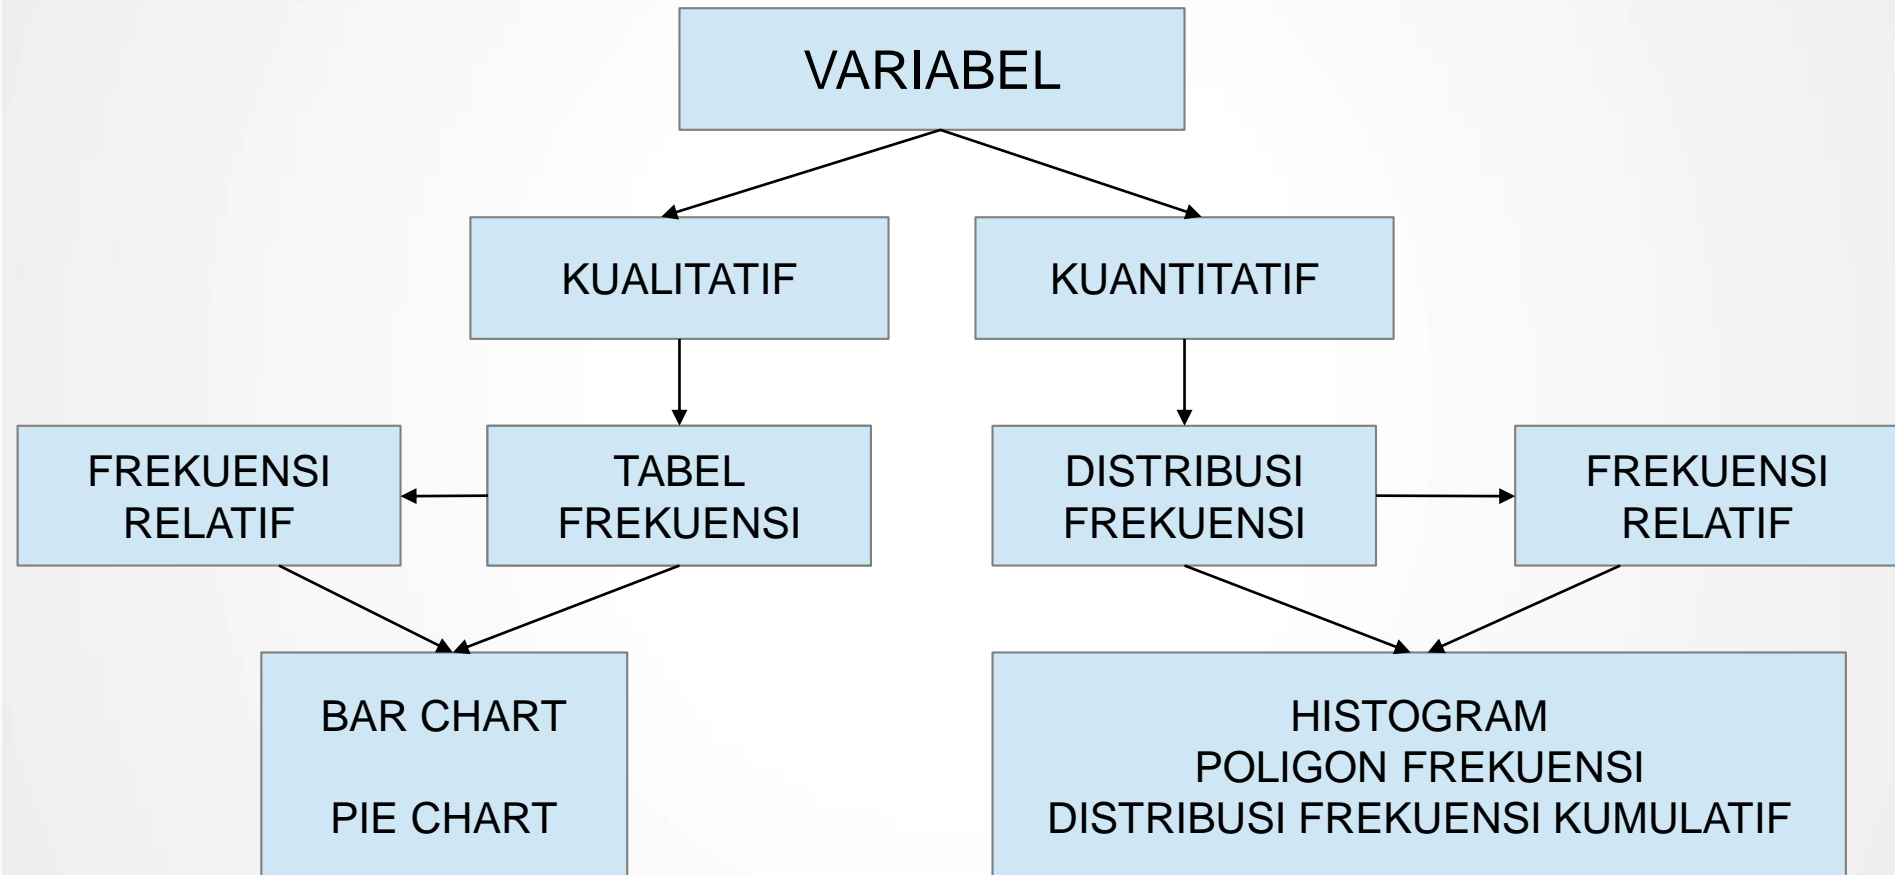 VARIABEL
KUALITATIF
KUANTITATIF
FREKUENSI
RELATIF
TABEL
FREKUENSI
DISTRIBUSI
FREKUENSI
FREKUENSI
RELATIF
BAR CHART
PIE CHART
HISTOGRAM
POLIGON FREKUENSI
DISTRIBUSI FREKUENSI KUMULATIF